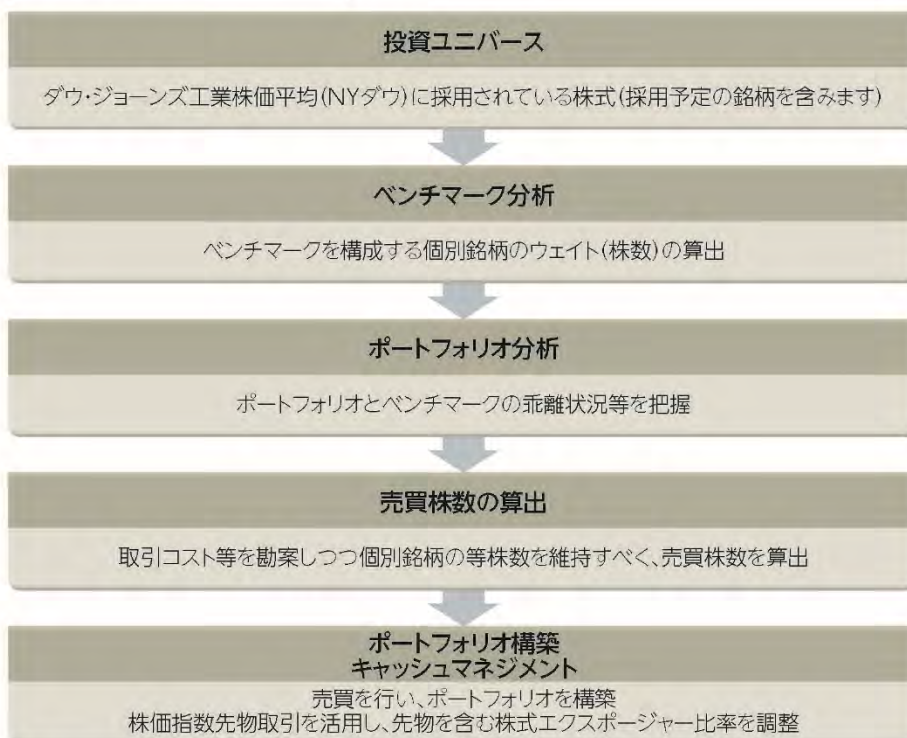 投資ユニバース
ダウ・ジョーンズ工業株価平均(NYダウ)に採用されている株式(採用予定の銘柄を含みます)
ベンチマーク分析
ベンチマークを構成する個別銘柄のウェイト(株数)の算出
ポートフォリオ分析
ポートフォリオとベンチマークの乖離状況等を把握
売買株数の算出
取引コスト等を勘案しつつ個別銘柄の等株数を維持すべく、売買株数を算出
ポートフォリオ構築
キャッシュマネジメント
売買を行い、ポートフォリオを構築
株価指数先物取引を活用し、先物を含む株式エクスポージャー比率を調整